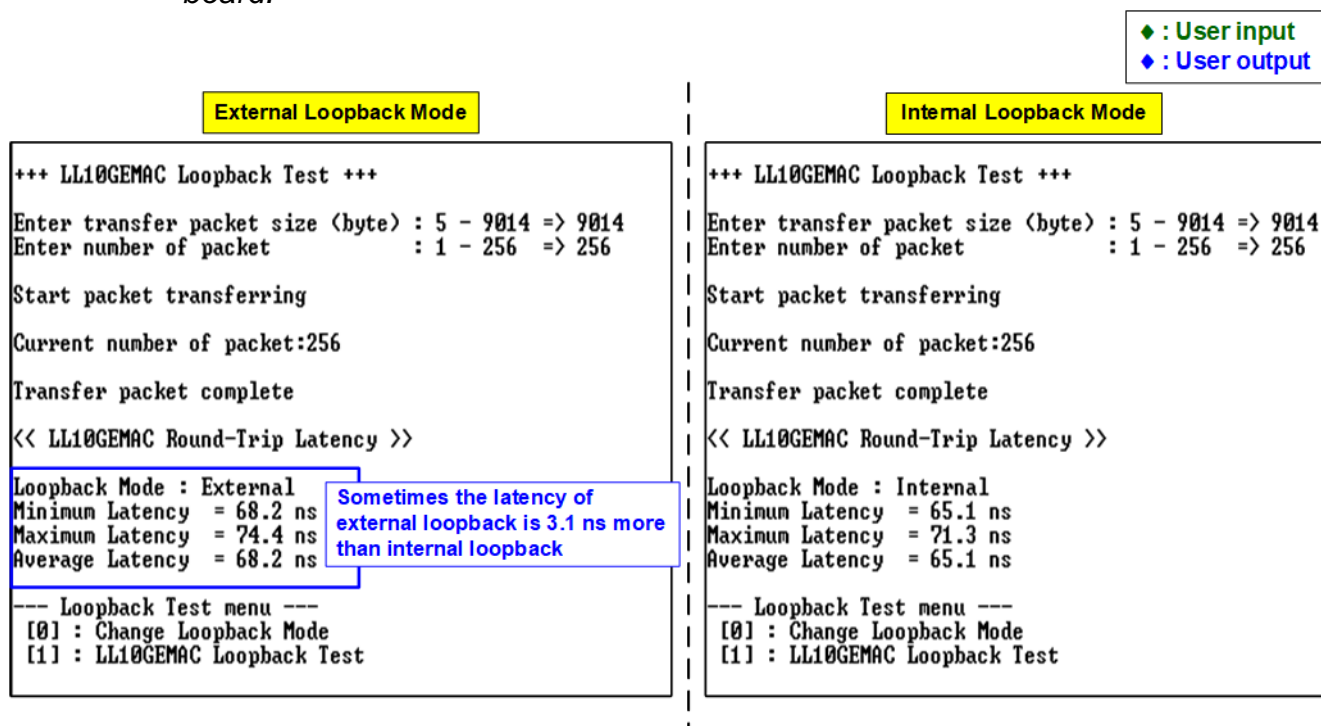 board.
♦ : User input
♦ : User output
External Loopback Mode
+++ LL10GEMAC Loopback Test +++
Enter transfer packet size (byte) : 5 - 9014 => 9014
Enter number of packet : 1 - 256 => 256
Start packet transferring
Current number of packet:256
Transfer packet complete
<< LL10GEMAC Round-Trip Latency >>
Loopback Mode : External
Minimum Latency = 68.2 ns
Maximum Latency = 74.4 ns
Average Latency = 68.2 ns
Sometimes the latency of
external loopback is 3.1 ns more
than internal loopback
--- Loopback Test menu ---
[0] : Change Loopback Mode
[1] : LL10GEMAC Loopback Test
Internal Loopback Mode
+++ LL10GEMAC Loopback Test +++
Enter transfer packet size (byte) : 5 - 9014 => 9014
Enter number of packet : 1 - 256 => 256
Start packet transferring
Current number of packet:256
Transfer packet complete
<< LL10GEMAC Round-Trip Latency >>
Loopback Mode : Internal
Minimum Latency = 65.1 ns
Maximum Latency = 71.3 ns
Average Latency = 65.1 ns
--- Loopback Test menu ---
[0] : Change Loopback Mode
[1] : LL10GEMAC Loopback Test